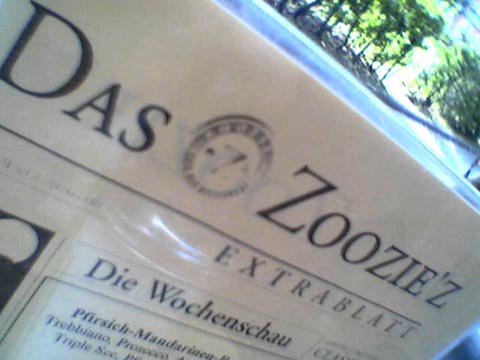 DAS ZOOZIE'Z
EXTRABLATT
Die Wochenschau
Pfirsich-Mandarinen-
Trebbiano, Prosecco,
Triple Sec,